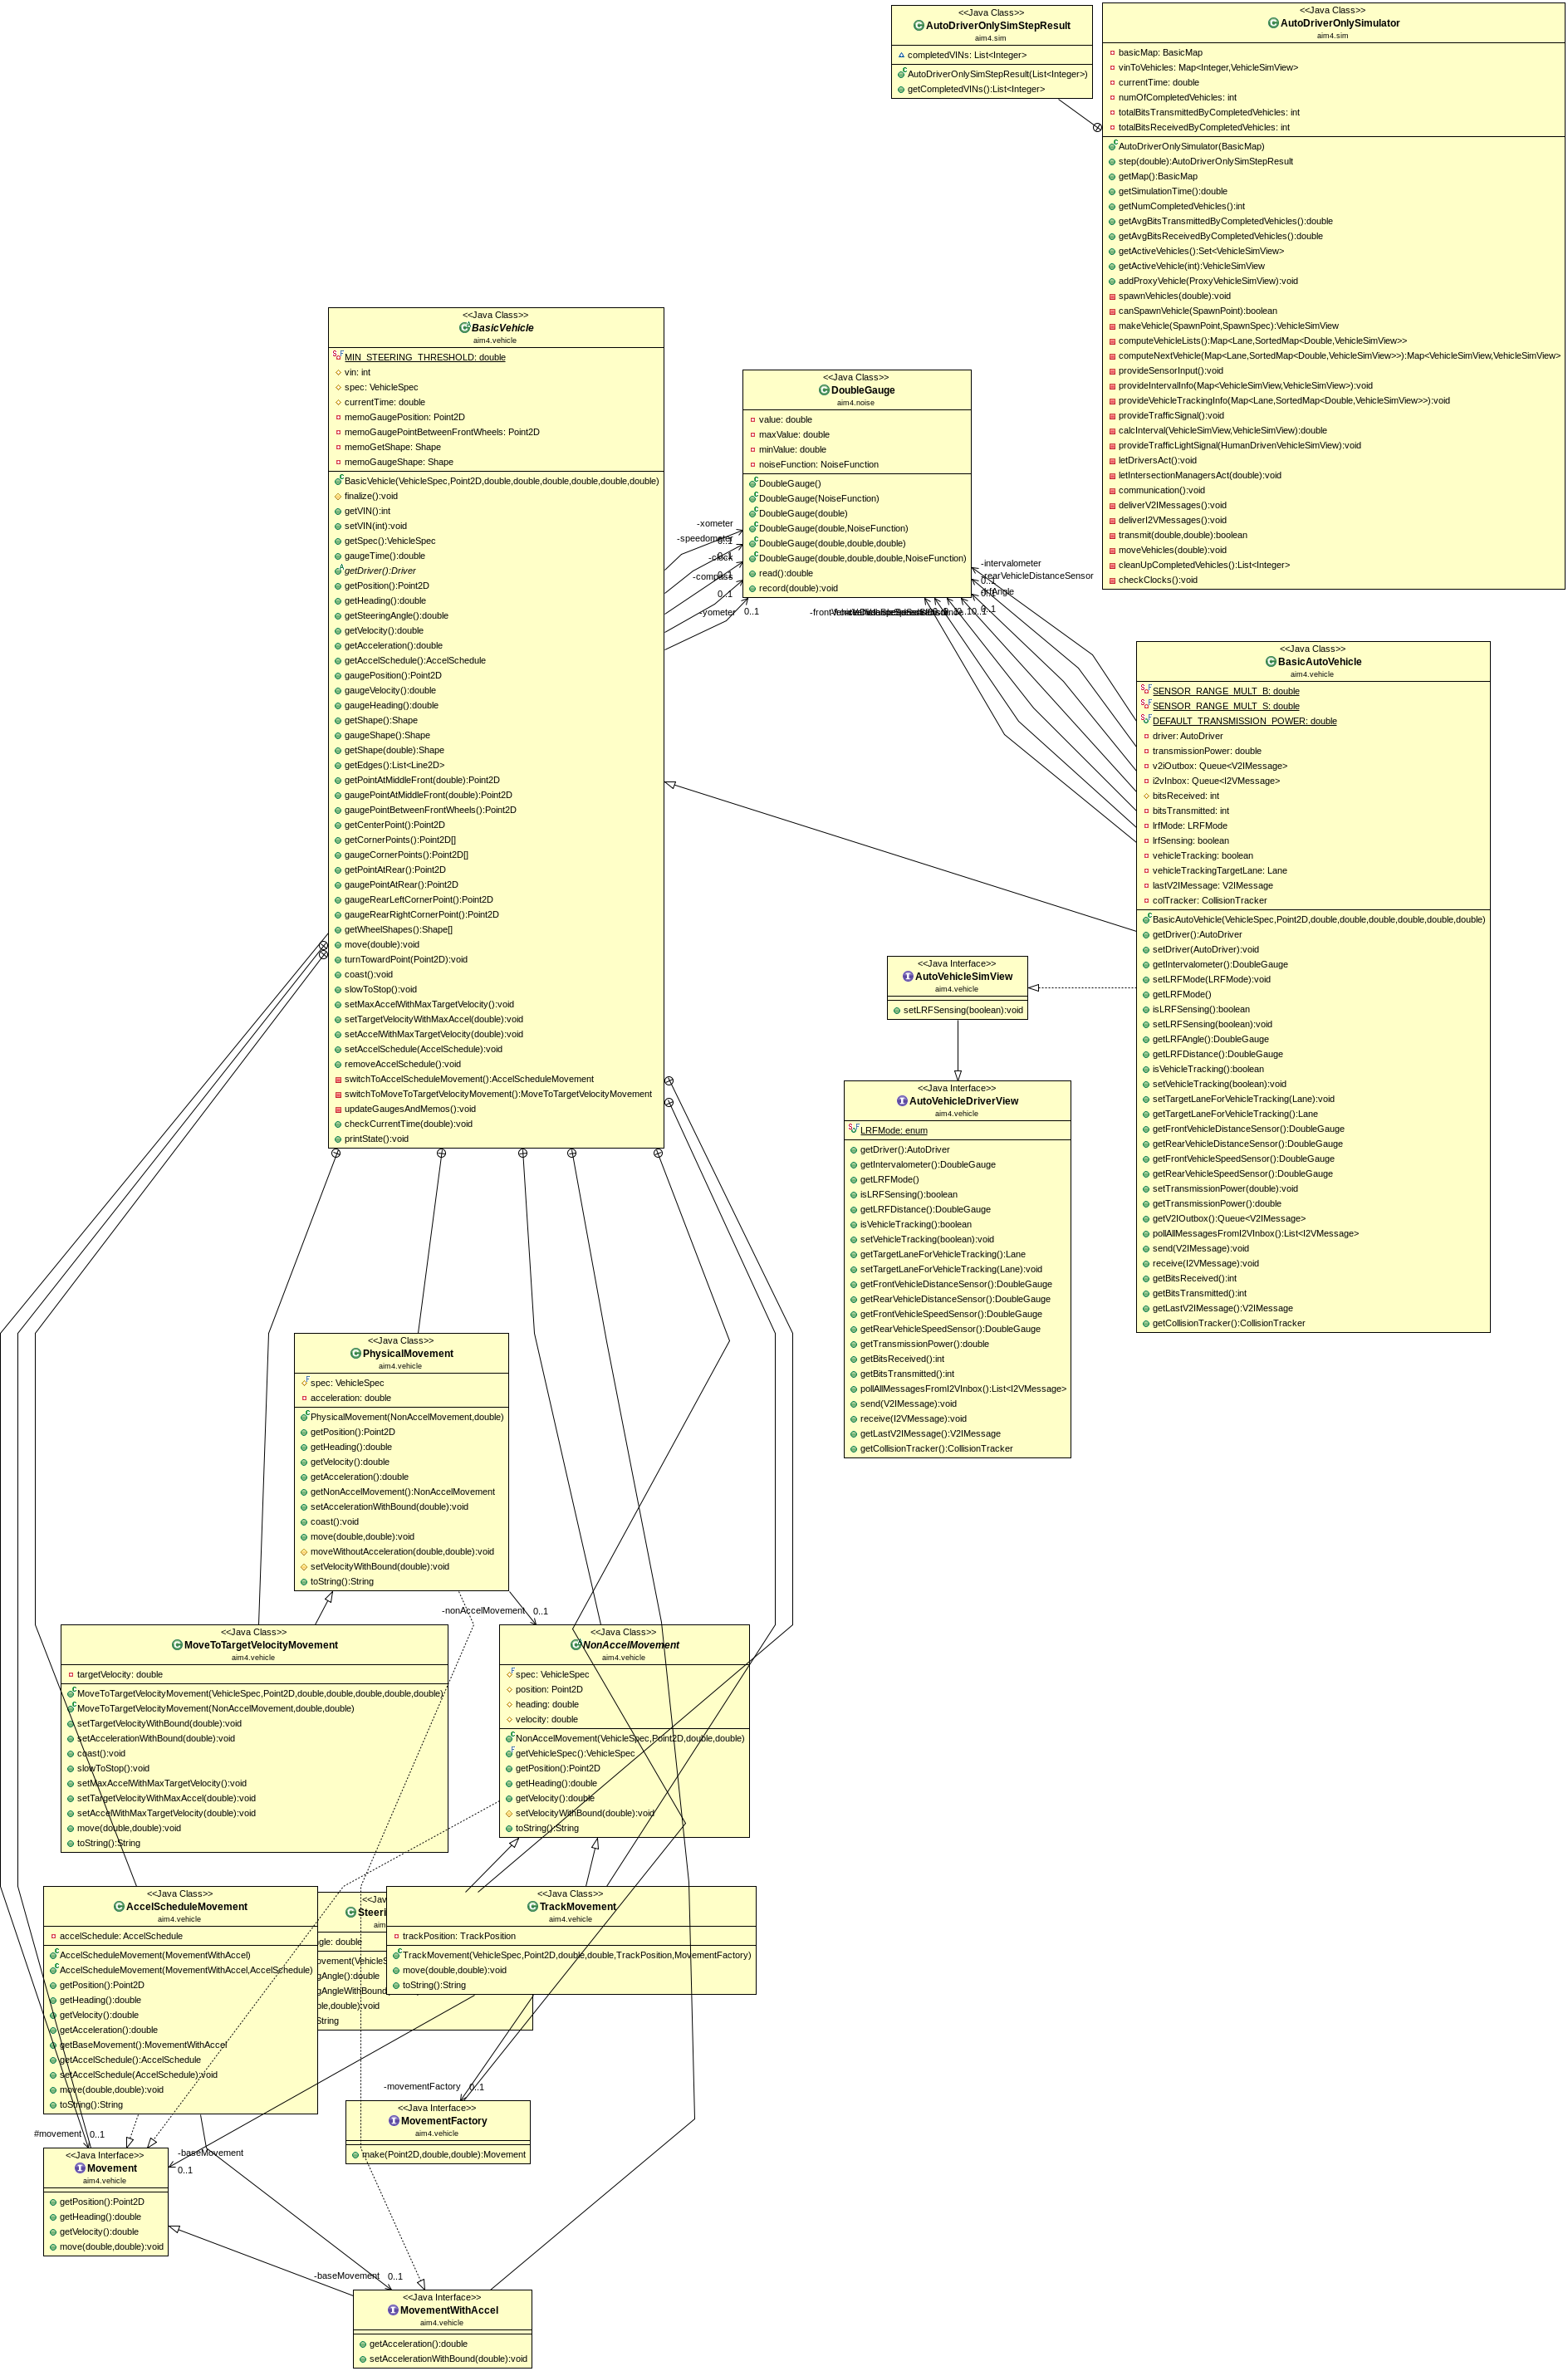 <<Java Class>>
AutoDriverOnlySimStepResult
aim4.sim
completedVINs: List<Integer>
AutoDriverOnlySimStepResult(List<Integer>)
getCompletedVINs():List<Integer>
<<Java Class>>
AutoDriverOnlySimulator
aim4.sim
basicMap: BasicMap
vinToVehicles: Map<Integer,VehicleSimView>
currentTime: double
numOfCompletedVehicles: int
totalBitsTransmittedByCompletedVehicles: int
totalBitsReceivedByCompletedVehicles: int
AutoDriverOnlySimulator(BasicMap)
step(double):AutoDriverOnlySimStepResult
getMap():BasicMap
getSimulationTime():double
getNumCompletedVehicles():int
getAvgBitsTransmittedByCompletedVehicles():double
getAvgBitsReceivedByCompletedVehicles():double
getActiveVehicles():Set<VehicleSimView>
getActiveVehicle(int):VehicleSimView
addProxyVehicle(ProxyVehicleSimView):void
spawnVehicles(double):void
canSpawnVehicle(SpawnPoint):boolean
makeVehicle(SpawnPoint,SpawnSpec):VehicleSimView
computeVehicleLists():Map<Lane,SortedMap<Double,VehicleSimView>>
computeNextVehicle(Map<Lane,SortedMap<Double,VehicleSimView>>):Map<VehicleSimView,VehicleSimView>
provideSensorInput():void
provideIntervalInfo(Map<VehicleSimView,VehicleSimView>):void
provideVehicleTrackingInfo(Map<Lane,SortedMap<Double,VehicleSimView>>):void
provideTrafficSignal():void
calcInterval(VehicleSimView,VehicleSimView):double
provideTrafficLightSignal(HumanDrivenVehicleSimView):void
letDriversAct():void
letIntersectionManagersAct(double):void
communication():void
deliverV2IMessages():void
deliverI2VMessages():void
transmit(double,double):boolean
moveVehicles(double):void
cleanUpCompletedVehicles():List<Integer>
checkClocks():void
<<Java Class>>
BasicVehicle
aim4.vehicle
MIN_STEERING_THRESHOLD: double
vin: int
spec: VehicleSpec
currentTime: double
memoGaugePosition: Point2D
memoGaugePointBetweenFrontWheels: Point2D
memoGetShape: Shape
memoGaugeShape: Shape
BasicVehicle(VehicleSpec,Point2D,double,double,double,double,double,double)
finalize():void
getVIN():int
setVIN(int):void
getSpec():VehicleSpec
gaugeTime():double
getDriver():Driver
getPosition():Point2D
getHeading():double
getSteeringAngle():double
getVelocity():double
getAcceleration():double
getAccelSchedule():AccelSchedule
gaugePosition():Point2D
gaugeVelocity():double
gaugeHeading():double
getShape():Shape
gaugeShape():Shape
getShape(double):Shape
getEdges():List<Line2D>
getPointAtMiddleFront(double):Point2D
gaugePointAtMiddleFront(double):Point2D
gaugePointBetweenFrontWheels():Point2D
getCenterPoint():Point2D
getCornerPoints():Point2D[]
gaugeCornerPoints():Point2D[]
getPointAtRear():Point2D
gaugePointAtRear():Point2D
gaugeRearLeftCornerPoint():Point2D
gaugeRearRightCornerPoint():Point2D
getWheelShapes():Shape[]
move(double):void
turnTowardPoint(Point2D):void
coast():void
slowToStop():void
setMaxAccelWithMaxTargetVelocity():void
setTargetVelocityWithMaxAccel(double):void
setAccelWithMaxTargetVelocity(double):void
setAccelSchedule(AccelSchedule):void
removeAccelSchedule():void
switchToAccelScheduleMovement():AccelScheduleMovement
switchToMoveToTargetVelocityMovement():MoveToTargetVelocityMovement
updateGaugesAndMemos():void
checkCurrentTime(double):void
printState():void
<<Java Class>>
DoubleGauge
aim4.noise
value: double
maxValue: double
minValue: double
noiseFunction: NoiseFunction
DoubleGauge()
DoubleGauge(NoiseFunction)
DoubleGauge(double)
DoubleGauge(double,NoiseFunction)
DoubleGauge(double,double,double)
DoubleGauge(double,double,double,NoiseFunction)
read():double
record(double):void
-xometer
-speedometer
0..1
-clock
0..1
0..1
-compass
0..1
-yometer
0..1
-intervalometer
-rearVehicleDistanceSensor
0..1
0..1
<<Java Class>>
BasicAutoVehicle
aim4.vehicle
SENSOR_RANGE_MULT_B: double
SENSOR_RANGE_MULT_S: double
DEFAULT_TRANSMISSION_POWER: double
driver: AutoDriver
transmissionPower: double
v2iOutbox: Queue<V2IMessage>
i2vInbox: Queue<I2VMessage>
bitsReceived: int
bitsTransmitted: int
lrfMode: LRFMode
lrfSensing: boolean
vehicleTracking: boolean
vehicleTrackingTargetLane: Lane
lastV2IMessage: V2IMessage
colTracker: CollisionTracker
BasicAutoVehicle(VehicleSpec,Point2D,double,double,double,double,double,double)
getDriver():AutoDriver
setDriver(AutoDriver):void
getIntervalometer():DoubleGauge
setLRFMode(LRFMode):void
getLRFMode()
isLRFSensing():boolean
setLRFSensing(boolean):void
getLRFAngle():DoubleGauge
getLRFDistance():DoubleGauge
isVehicleTracking():boolean
setVehicleTracking(boolean):void
setTargetLaneForVehicleTracking(Lane):void
getTargetLaneForVehicleTracking():Lane
getFrontVehicleDistanceSensor():DoubleGauge
getRearVehicleDistanceSensor():DoubleGauge
getFrontVehicleSpeedSensor():DoubleGauge
getRearVehicleSpeedSensor():DoubleGauge
setTransmissionPower(double):void
getTransmissionPower():double
getV2IOutbox():Queue<V2IMessage>
pollAllMessagesFromI2VInbox():List<I2VMessage>
send(V2IMessage):void
receive(I2VMessage):void
getBitsReceived():int
getBitsTransmitted():int
getLastV2IMessage():V2IMessage
getCollisionTracker():CollisionTracker
<<Java Interface>>
AutoVehicleSimView
aim4.vehicle
setLRFSensing(boolean):void
<<Java Interface>>
AutoVehicleDriverView
aim4.vehicle
LRFMode: enum
getDriver():AutoDriver
getIntervalometer():DoubleGauge
getLRFMode()
isLRFSensing():boolean
getLRFDistance():DoubleGauge
isVehicleTracking():boolean
setVehicleTracking(boolean):void
getTargetLaneForVehicleTracking():Lane
setTargetLaneForVehicleTracking(Lane):void
getFrontVehicleDistanceSensor():DoubleGauge
getRearVehicleDistanceSensor():DoubleGauge
getFrontVehicleSpeedSensor():DoubleGauge
getRearVehicleSpeedSensor():DoubleGauge
getTransmissionPower():double
getBitsReceived():int
getBitsTransmitted():int
pollAllMessagesFromI2VInbox():List<I2VMessage>
send(V2IMessage):void
receive(I2VMessage):void
getLastV2IMessage():V2IMessage
getCollisionTracker():CollisionTracker
<<Java Class>>
PhysicalMovement
aim4.vehicle
spec: VehicleSpec
acceleration: double
PhysicalMovement(NonAccelMovement,double)
getPosition():Point2D
getHeading():double
getVelocity():double
getAcceleration():double
getNonAccelMovement():NonAccelMovement
setAccelerationWithBound(double):void
coast():void
move(double,double):void
moveWithoutAcceleration(double,double):void
setVelocityWithBound(double):void
toString():String
-nonAccelMovement
0..1
<<Java Class>>
MoveToTargetVelocityMovement
aim4.vehicle
targetVelocity: double
MoveToTargetVelocityMovement(VehicleSpec,Point2D,double,double,double,double,double)
MoveToTargetVelocityMovement(NonAccelMovement,double,double)
setTargetVelocityWithBound(double):void
setAccelerationWithBound(double):void
coast():void
slowToStop():void
setMaxAccelWithMaxTargetVelocity():void
setTargetVelocityWithMaxAccel(double):void
setAccelWithMaxTargetVelocity(double):void
move(double,double):void
toString():String
<<Java Class>>
NonAccelMovement
aim4.vehicle
spec: VehicleSpec
position: Point2D
heading: double
velocity: double
NonAccelMovement(VehicleSpec,Point2D,double,double)
getVehicleSpec():VehicleSpec
getPosition():Point2D
getHeading():double
getVelocity():double
setVelocityWithBound(double):void
toString():String
<<Java Class>>
AccelScheduleMovement
aim4.vehicle
accelSchedule: AccelSchedule
AccelScheduleMovement(MovementWithAccel)
AccelScheduleMovement(MovementWithAccel,AccelSchedule)
getPosition():Point2D
getHeading():double
getVelocity():double
getAcceleration():double
getBaseMovement():MovementWithAccel
getAccelSchedule():AccelSchedule
setAccelSchedule(AccelSchedule):void
move(double,double):void
toString():String
<<Java Class>>
TrackMovement
aim4.vehicle
trackPosition: TrackPosition
TrackMovement(VehicleSpec,Point2D,double,double,TrackPosition,MovementFactory)
move(double,double):void
toString():String
-movementFactory
0..1
<<Java Interface>>
MovementFactory
aim4.vehicle
make(Point2D,double,double):Movement
#movement
0..1
-baseMovement
0..1
<<Java Interface>>
Movement
aim4.vehicle
getPosition():Point2D
getHeading():double
getVelocity():double
move(double,double):void
-baseMovement
0..1
<<Java Interface>>
MovementWithAccel
aim4.vehicle
getAcceleration():double
setAccelerationWithBound(double):void